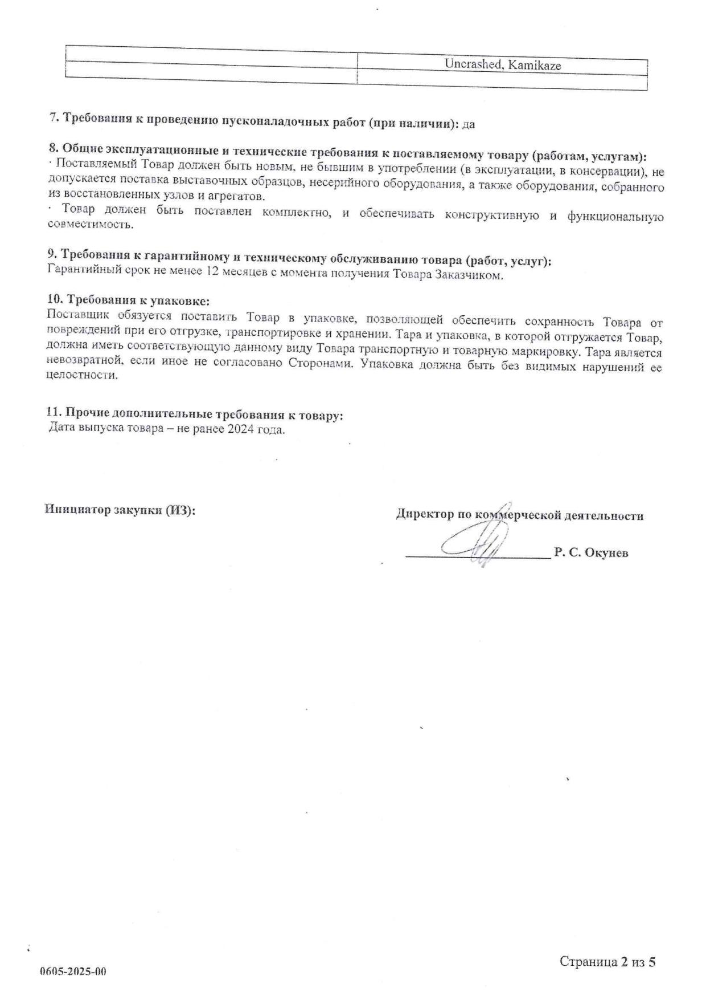 Uncrashed, Kamikaze
7. Требования к проведению пусконаладочных работ (при наличии): да
8. Общие эксплуатационные и технические требования к поставляемому товару (работам, услугам):
· Поставляемый Товар должен быть новым, не бывшим в употреблении (в эксплуатации, в консервации), не
допускается поставка выставочных образцов, несерийного оборудования, а также оборудования, собранного
из восстановленных узлов и агрегатов.
· Товар должен быть поставлен комплектно, и обеспечивать конструктивную и функциональную
совместимость.
9. Требования к гарантийному и техническому обслуживанию товара (работ, услуг):
Гарантийный срок не менее 12 месяцев с момента получения Товара Заказчиком.
10. Требования к упаковке:
Поставщик обязуется поставить Товар в упаковке, позволяющей обеспечить сохранность Товара от
повреждений при его отгрузке, транспортировке и хранении. Тара и упаковка, в которой отгружается Товар,
должна иметь соответствующую данному виду Товара транспортную и товарную маркировку. Тара является
невозвратной, если иное не согласовано Сторонами. Упаковка должна быть без видимых нарушений ее
целостности.
11. Прочие дополнительные требования к товару:
Дата выпуска товара – не ранее 2024 года.
Инициатор закупки (ИЗ):
Директор по коммерческой деятельности
Р. С. Окунев
Страница 2 из 5
0605-2025-00